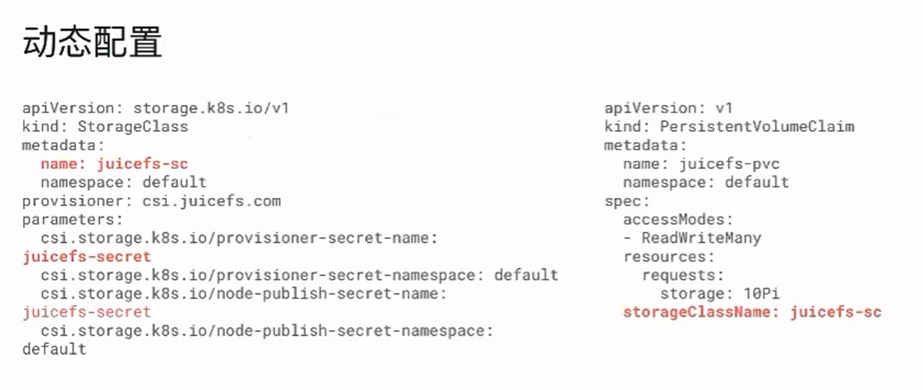 动态配置
apiVersion: storage.k8s.io/v1
kind: StorageClass
metadata:
  name: juicefs-sc
  namespace: default
provisioner: csi.juicefs.com
parameters:
  csi.storage.k8s.io/provisioner-secret-name:
juicefs-secret
  csi.storage.k8s.io/provisioner-secret-namespace: default
  csi.storage.k8s.io/node-publish-secret-name:
juicefs-secret
  csi.storage.k8s.io/node-publish-secret-namespace:
default
apiVersion: v1
kind: PersistentVolumeClaim
metadata:
  name: juicefs-pvc
  namespace: default
spec:
  accessModes:
  - ReadWriteMany
  resources:
    requests:
      storage: 10Pi
  storageClassName: juicefs-sc